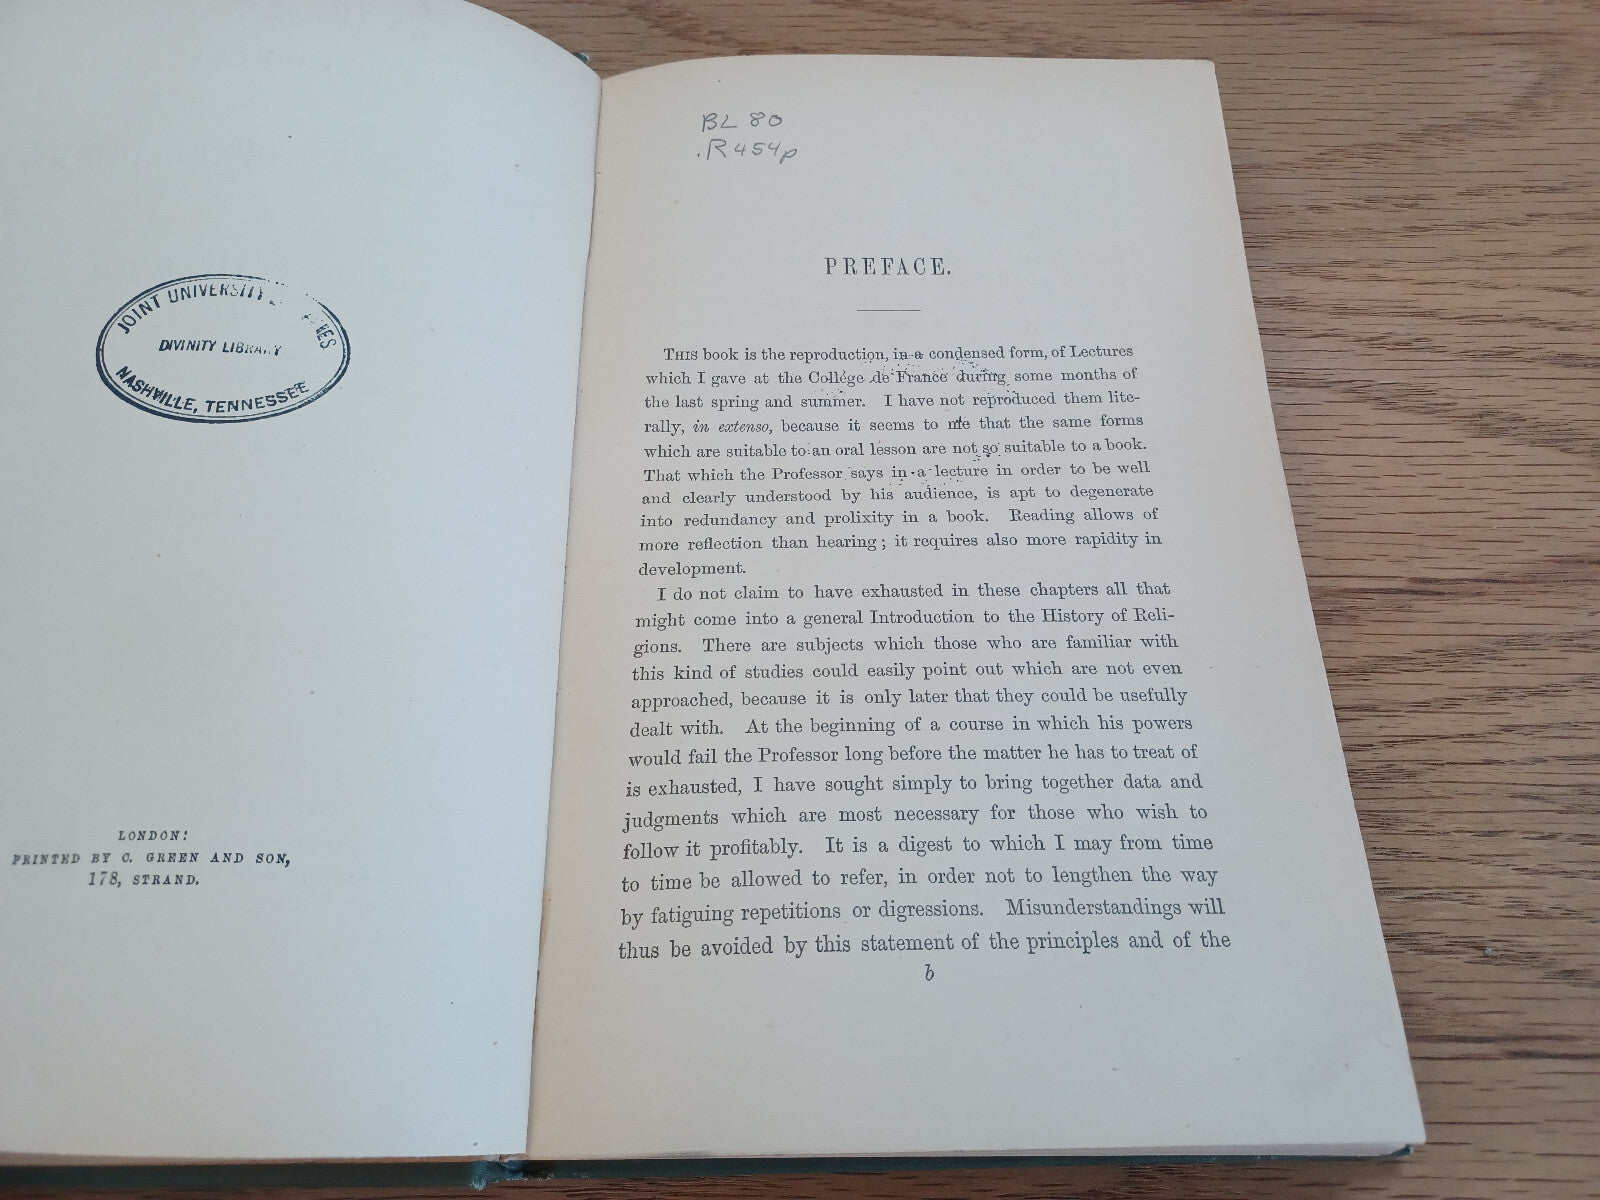 JOINT UNIVERSITY
DIVINITY LIBRARY
NASHVILLE, TENNESSEE
LONDON:
PRINTED BY C. GREEN AND SON,
178, STRAND.
BL 80
.R454p
PREFACE.
THIS book is the reproduction, in a condensed form, of Lectures
which I gave at the Collége de France during some months of
the last spring and summer. I have not reproduced them lite-
rally, in extenso, because it seems to me that the same forms
which are suitable to an oral lesson are not so suitable to a book.
That which the Professor says in a lecture in order to be well
and clearly understood by his audience, is apt to degenerate
into redundancy and prolixity in a book. Reading allows of
more reflection than hearing; it requires also more rapidity in
development.
I do not claim to have exhausted in these chapters all that
might come into a general Introduction to the History of Reli-
gions. There are subjects which those who are familiar with
this kind of studies could easily point out which are not even
approached, because it is only later that they could be usefully
dealt with. At the beginning of a course in which his powers
would fail the Professor long before the matter he has to treat of
is exhausted, I have sought simply to bring together data and
judgments which are most necessary for those who wish to
follow it profitably. It is a digest to which I may from time
to time be allowed to refer, in order not to lengthen the way
by fatiguing repetitions or digressions. Misunderstandings will
thus be avoided by this statement of the principles and of the
b